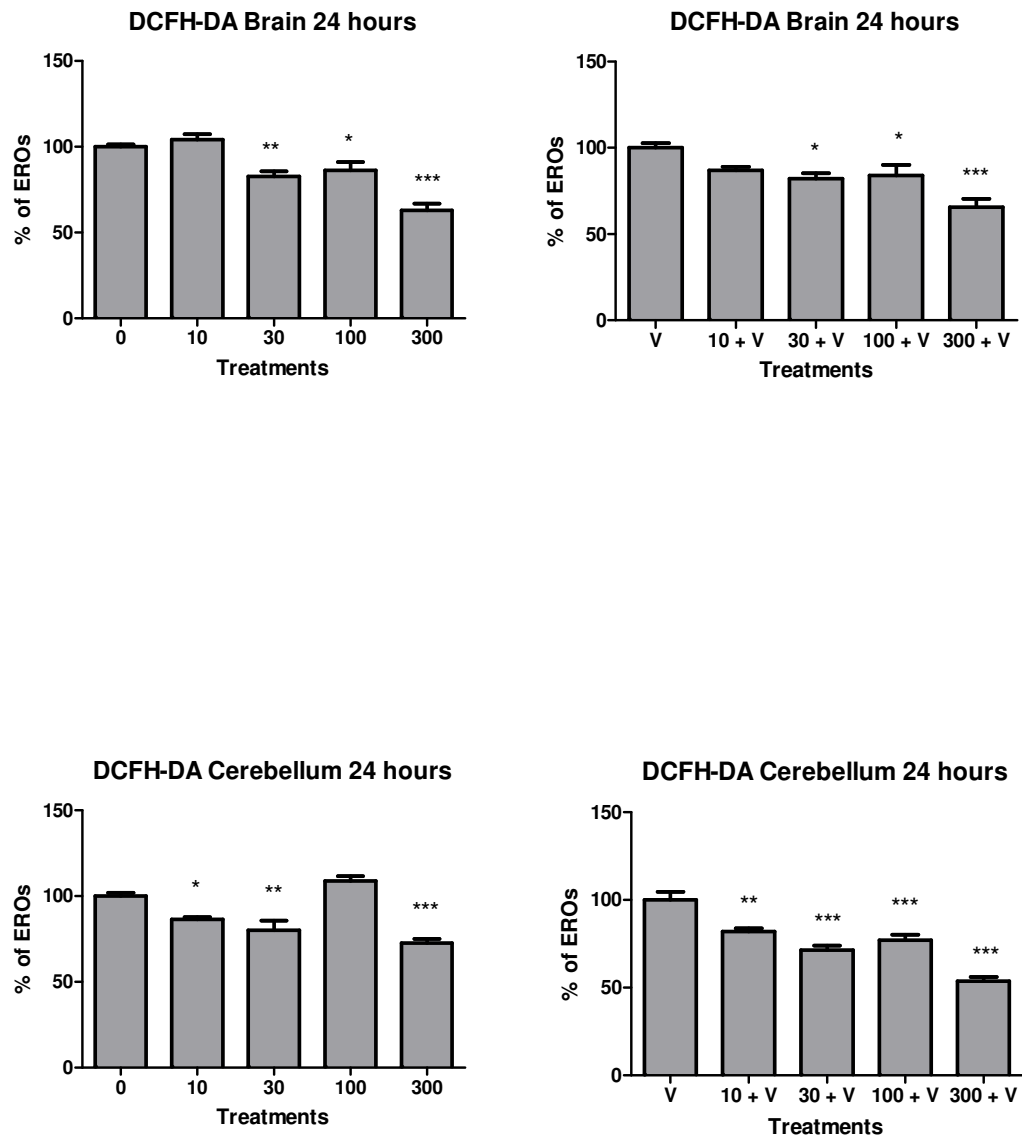 DCFH-DA Brain 24 hours
150
100
50
0
% of EROs
**
*
***
0 10 30 100 300
Treatments
DCFH-DA Brain 24 hours
150
100
50
0
% of EROs
*
*
***
V 10 + V 30 + V 100 + V 300 + V
Treatments
DCFH-DA Cerebellum 24 hours
150
100
50
0
% of EROs
*
**
***
0 10 30 100 300
Treatments
DCFH-DA Cerebellum 24 hours
150
100
50
0
% of EROs
**
***
***
***
V 10 + V 30 + V 100 + V 300 + V
Treatments